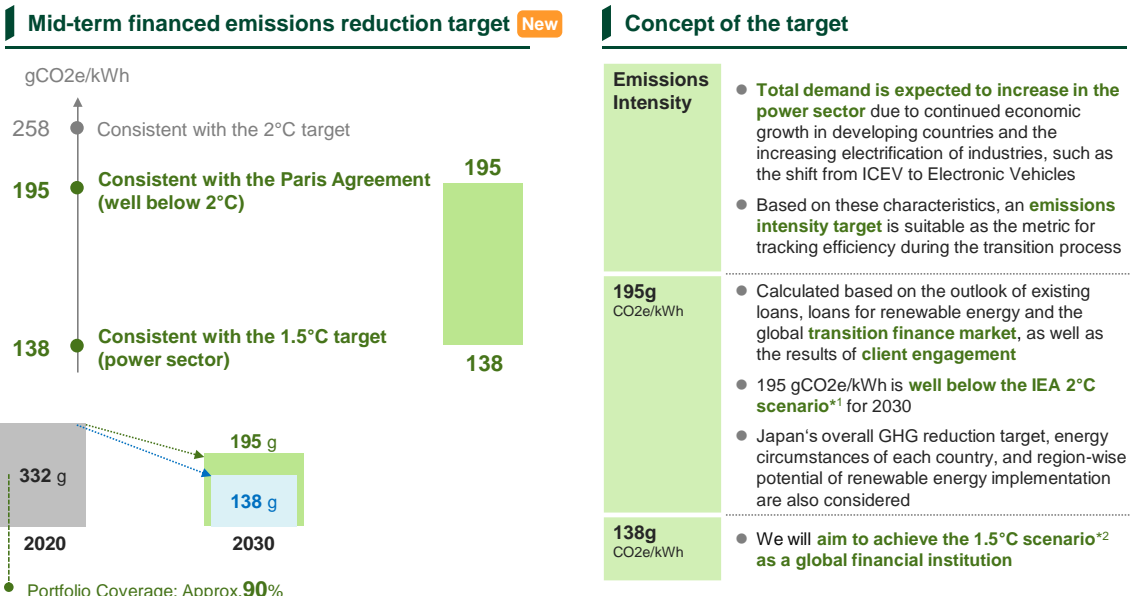 Mid-term financed emissions reduction target New
gCO2e/kWh
258 Consistent with the 2°C target
195 Consistent with the Paris Agreement
(well below 2°C)
138 Consistent with the 1.5°C target
(power sector)
195
138
332 g
195 g
138 g
2020
2030
Portfolio Coverage: Approx.90%
Concept of the target
Emissions
Intensity
Total demand is expected to increase in the
power sector due to continued economic
growth in developing countries and the
increasing electrification of industries, such as
the shift from ICEV to Electronic Vehicles
Based on these characteristics, an emissions
intensity target is suitable as the metric for
tracking efficiency during the transition process
195g
CO2e/kWh
Calculated based on the outlook of existing
loans, loans for renewable energy and the
global transition finance market, as well as
the results of client engagement
195 gCO2e/kWh is well below the IEA 2°C
scenario*1 for 2030
Japan‘s overall GHG reduction target, energy
circumstances of each country, and region-wise
potential of renewable energy implementation
are also considered
138g
CO2e/kWh
We will aim to achieve the 1.5°C scenario*2
as a global financial institution